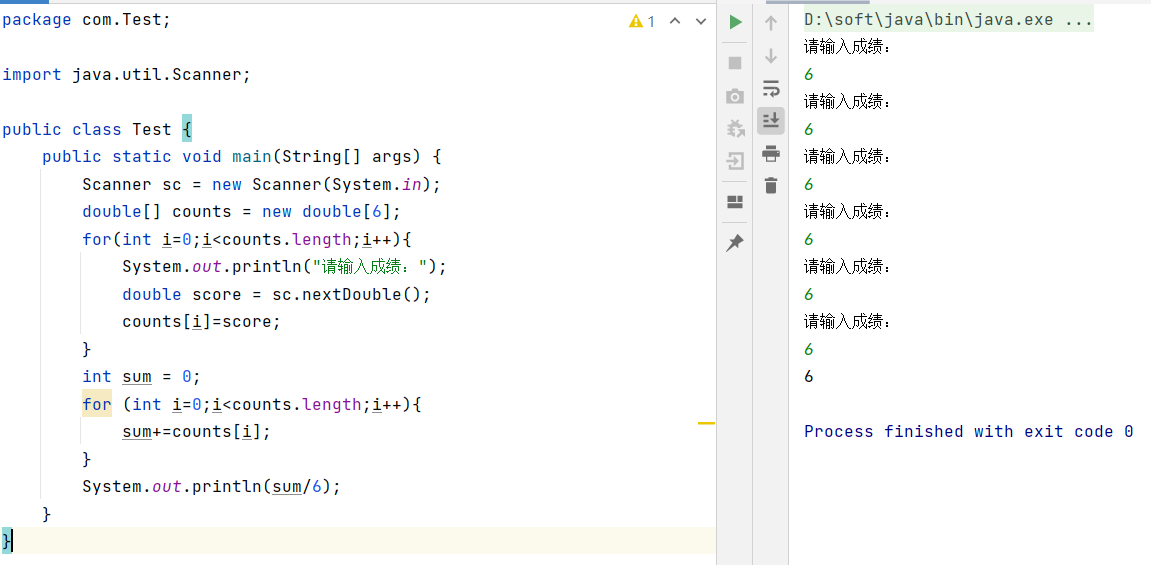 package com.Test;
1
import java.util.Scanner;
public class Test {
public static void main(String[] args) {
Scanner sc = new Scanner(System.in);
double[] counts = new double[6];
for(int i=0;i<counts.length;i++){
System.out.println("请输入成绩：");
double score = sc.nextDouble();
counts[i]=score;
}
int sum = 0;
for (int i=0;i<counts.length;i++){
sum+=counts[i];
}
System.out.println(sum/6);
}
}
D:\soft\java\bin\java.exe ...
请输入成绩：
6
请输入成绩：
6
请输入成绩：
6
请输入成绩：
6
请输入成绩：
6
请输入成绩：
6
6
Process finished with exit code 0